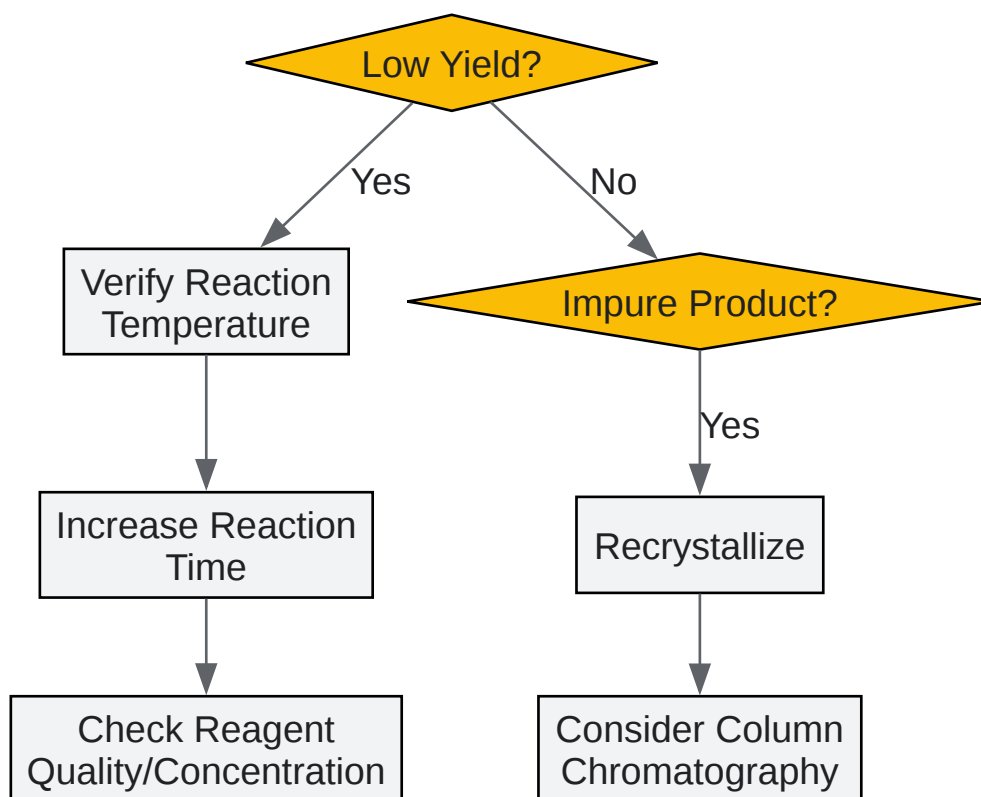 Low Yield?
Yes
No
Verify Reaction
Temperature
Impure Product?
Yes
Increase Reaction
Time
Recrystallize
Check Reagent
Quality/Concentration
Consider Column
Chromatography